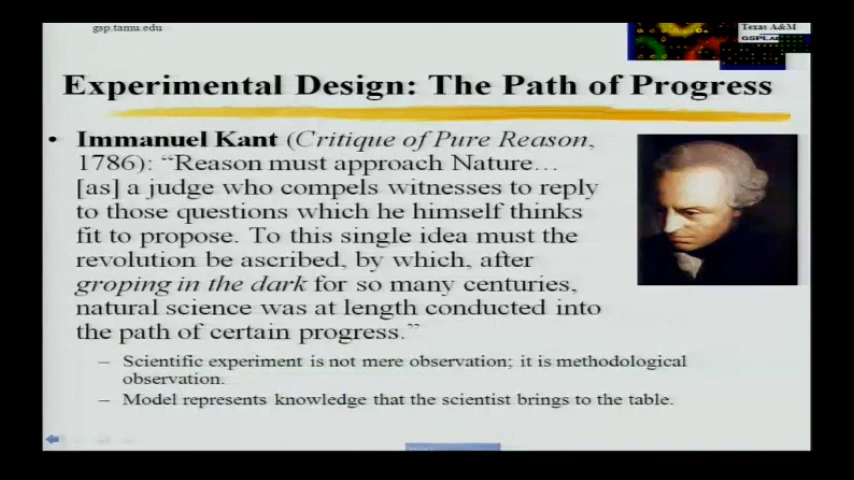 gsp.tamu.edu
Texas A&M
Experimental Design: The Path of Progress
• Immanuel Kant (Critique of Pure Reason,
1786): “Reason must approach Nature…
[as] a judge who compels witnesses to reply
to those questions which he himself thinks
fit to propose. To this single idea must the
revolution be ascribed, by which, after
groping in the dark for so many centuries,
natural science was at length conducted into
the path of certain progress.”
– Scientific experiment is not mere observation; it is methodological
observation.
– Model represents knowledge that the scientist brings to the table.